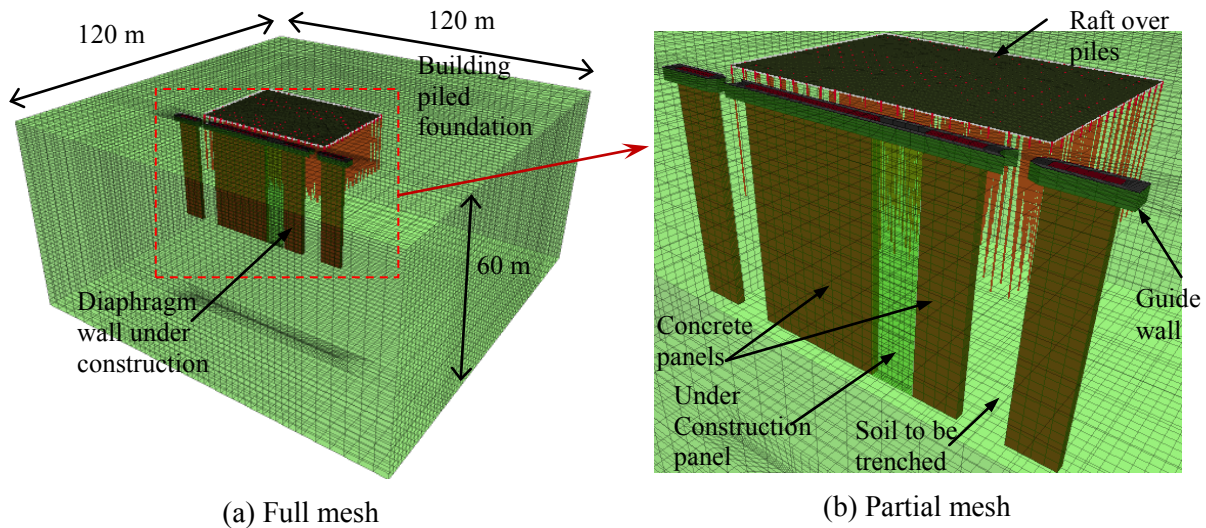 120 m
120 m
Building
piled
foundation
60 m
Diaphragm
wall under
construction
(a) Full mesh
Raft over
piles
Guide
wall
Concrete
panels
Under
Construction
panel
Soil to be
trenched
(b) Partial mesh